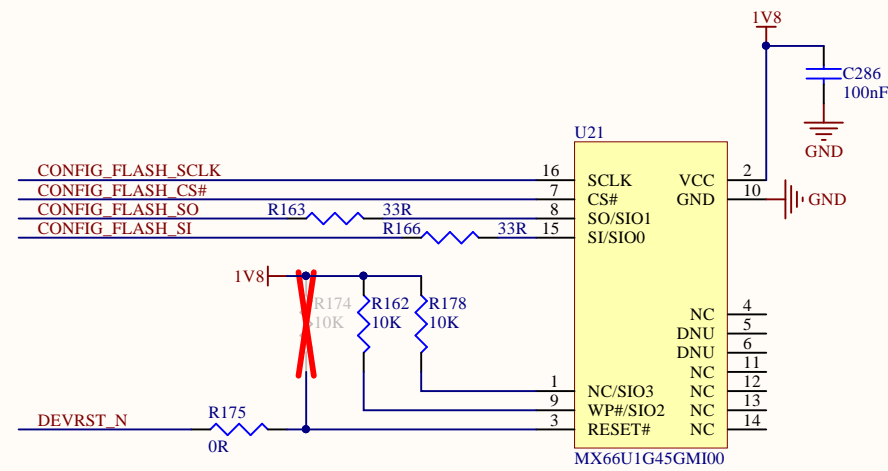 1V8
C286
100nF
GND
U21
CONFIG_FLASH_SCLK 16 SCLK VCC 2
CONFIG_FLASH_CS# 7 CS# GND 10 GND
CONFIG_FLASH_SO R163 33R 8 SO/SIO1
CONFIG_FLASH_SI R166 33R 15 SI/SIO0
1V8
R174 R162 R178
10K 10K 10K
NC 4
DNU 5
DNU 6
NC 11
1 NC/SIO3 NC 12
9 WP#/SIO2 NC 13
DEVRST_N R175 3 RESET# NC 14
0R
MX66U1G45GMI00